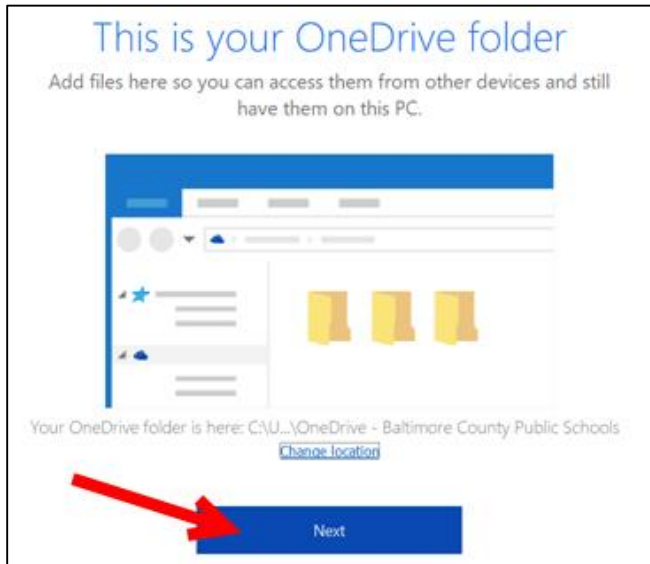 This is your OneDrive folder
Add files here so you can access them from other devices and still
have them on this PC.
Your OneDrive folder is here: C:\U...\OneDrive - Baltimore County Public Schools
Change location
Next